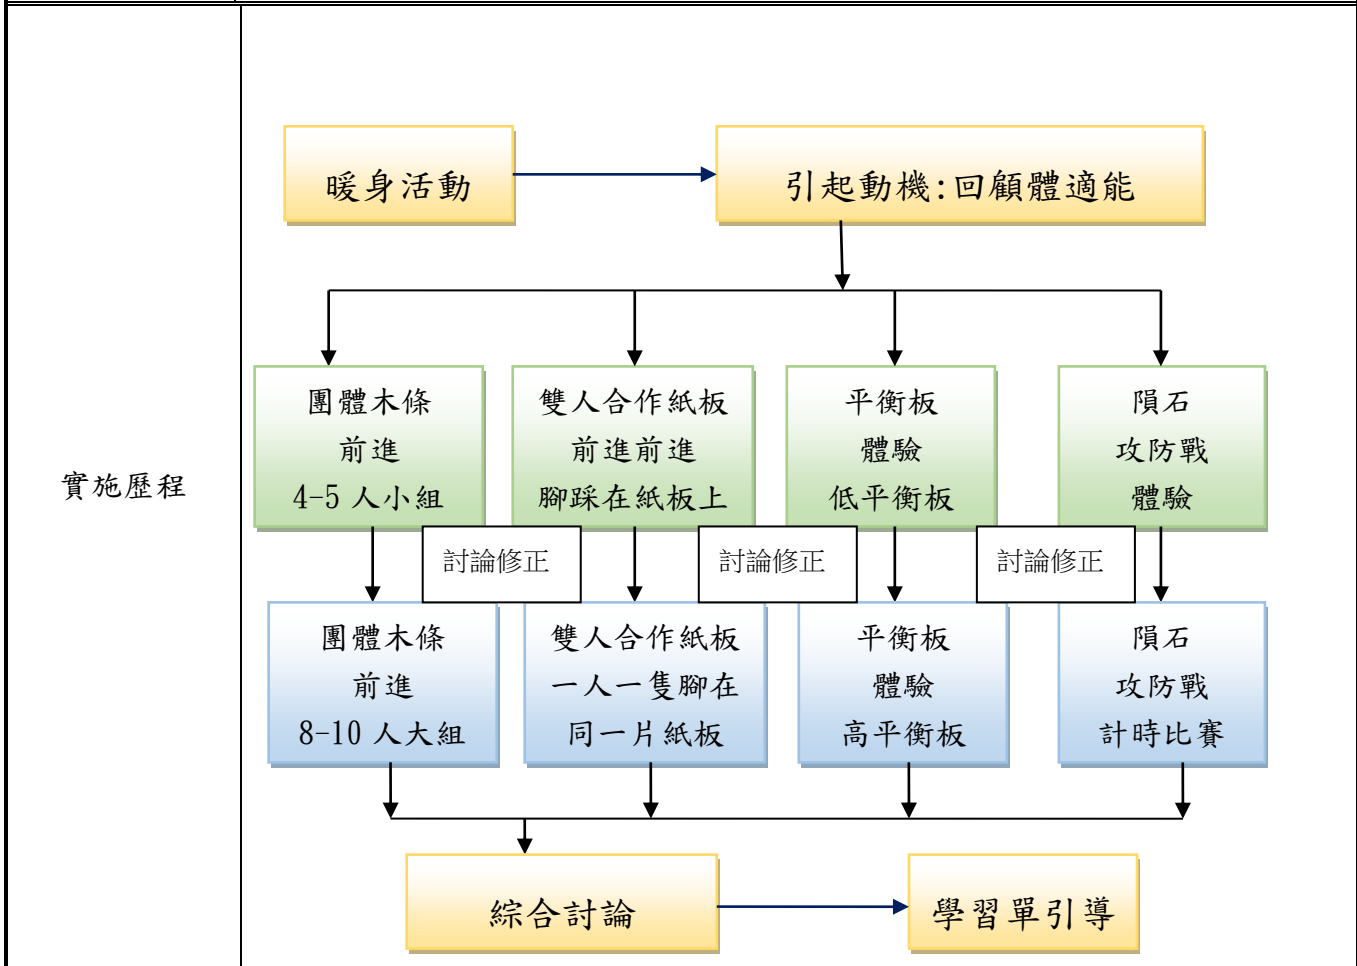 實施歷程
暖身活動
引起動機:回顧體適能
團體木條
前進
4-5 人小組
雙人合作紙板
前進前進
腳踩在紙板上
平衡板
體驗
低平衡板
隕石
攻防戰
體驗
討論修正
討論修正
討論修正
團體木條
前進
8-10 人大組
雙人合作紙板
一人一隻腳在
同一片紙板
平衡板
體驗
高平衡板
隕石
攻防戰
計時比賽
綜合討論
學習單引導